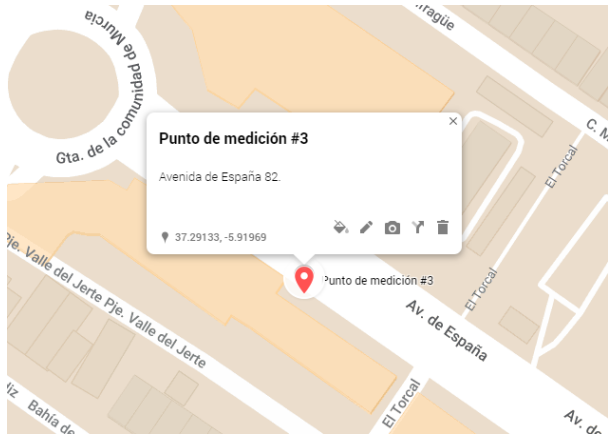 Gta. de la comunidad de Murcia
Punto de medición #3
Avenida de España 82.
37.29133, -5.91969
Punto de medición #3
El Torcal
El Torcal
Av. de España
Pje. Valle del Jerte Pje. Valle del Jerte
El Torcal
Bahía de
Av. de
C. M